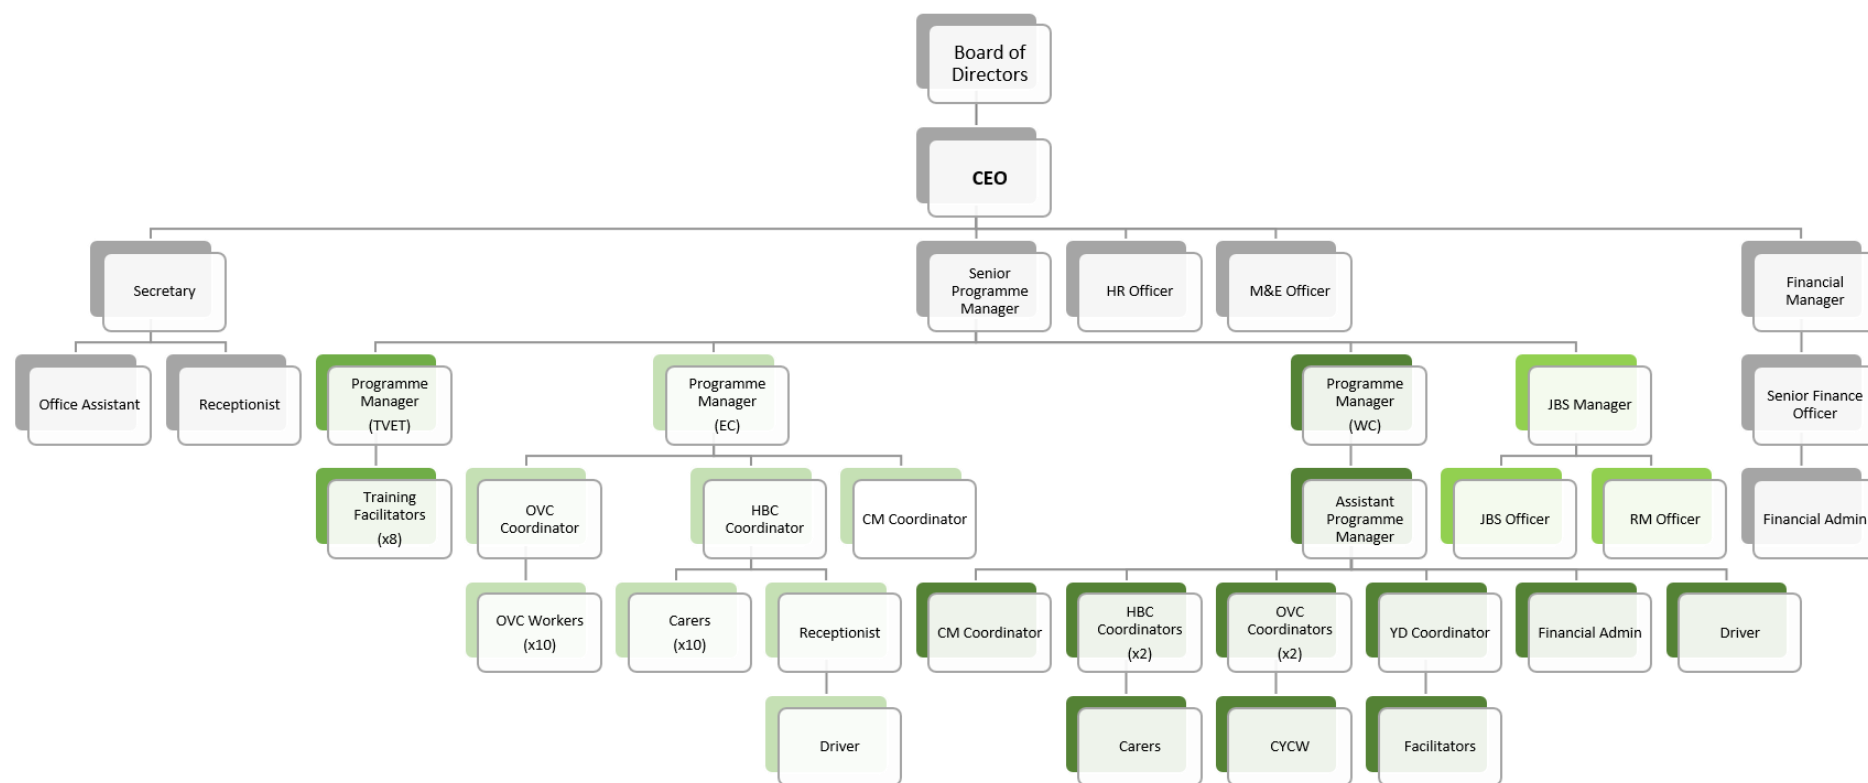 Board of
Directors
CEO
Secretary
Senior
Programme
Manager
HR Officer
M&E Officer
Financial
Manager
Office Assistant
Receptionist
Programme
Manager
(TVET)
Programme
Manager
(EC)
Programme
Manager
(WC)
JBS Manager
Senior Finance
Officer
Training
Facilitators
(x8)
OVC
Coordinator
HBC
Coordinator
CM Coordinator
Assistant
Programme
Manager
JBS Officer
RM Officer
Financial Admin
OVC Workers
(x10)
Carers
(x10)
Receptionist
CM Coordinator
HBC
Coordinators
(x2)
OVC
Coordinators
(x2)
YD Coordinator
Financial Admin
Driver
Driver
Carers
CYCW
Facilitators